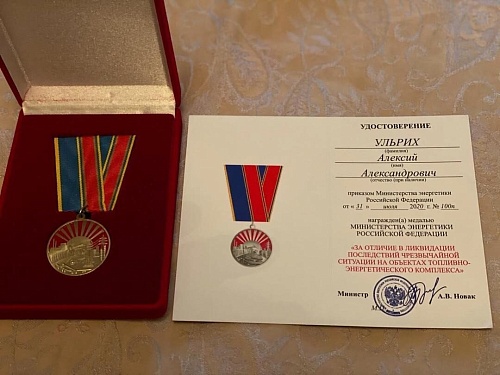 УДОСТОВЕРЕНИЕ
УЛЬРИХ
(фамилия)
Алексий
(имя)
Александрович
(отчество (при наличии)
приказом Министерства энергетики
Российской Федерации
от « 31 » июля 2020 г. № 100п
награжден(а) медалью
МИНИСТЕРСТВА ЭНЕРГЕТИКИ
РОССИЙСКОЙ ФЕДЕРАЦИИ
«ЗА ОТЛИЧИЕ В ЛИКВИДАЦИИ
ПОСЛЕДСТВИЙ ЧРЕЗВЫЧАЙНОЙ
СИТУАЦИИ НА ОБЪЕКТАХ ТОПЛИВНО-
ЭНЕРГЕТИЧЕСКОГО КОМПЛЕКСА»
Министр А.В. Новак